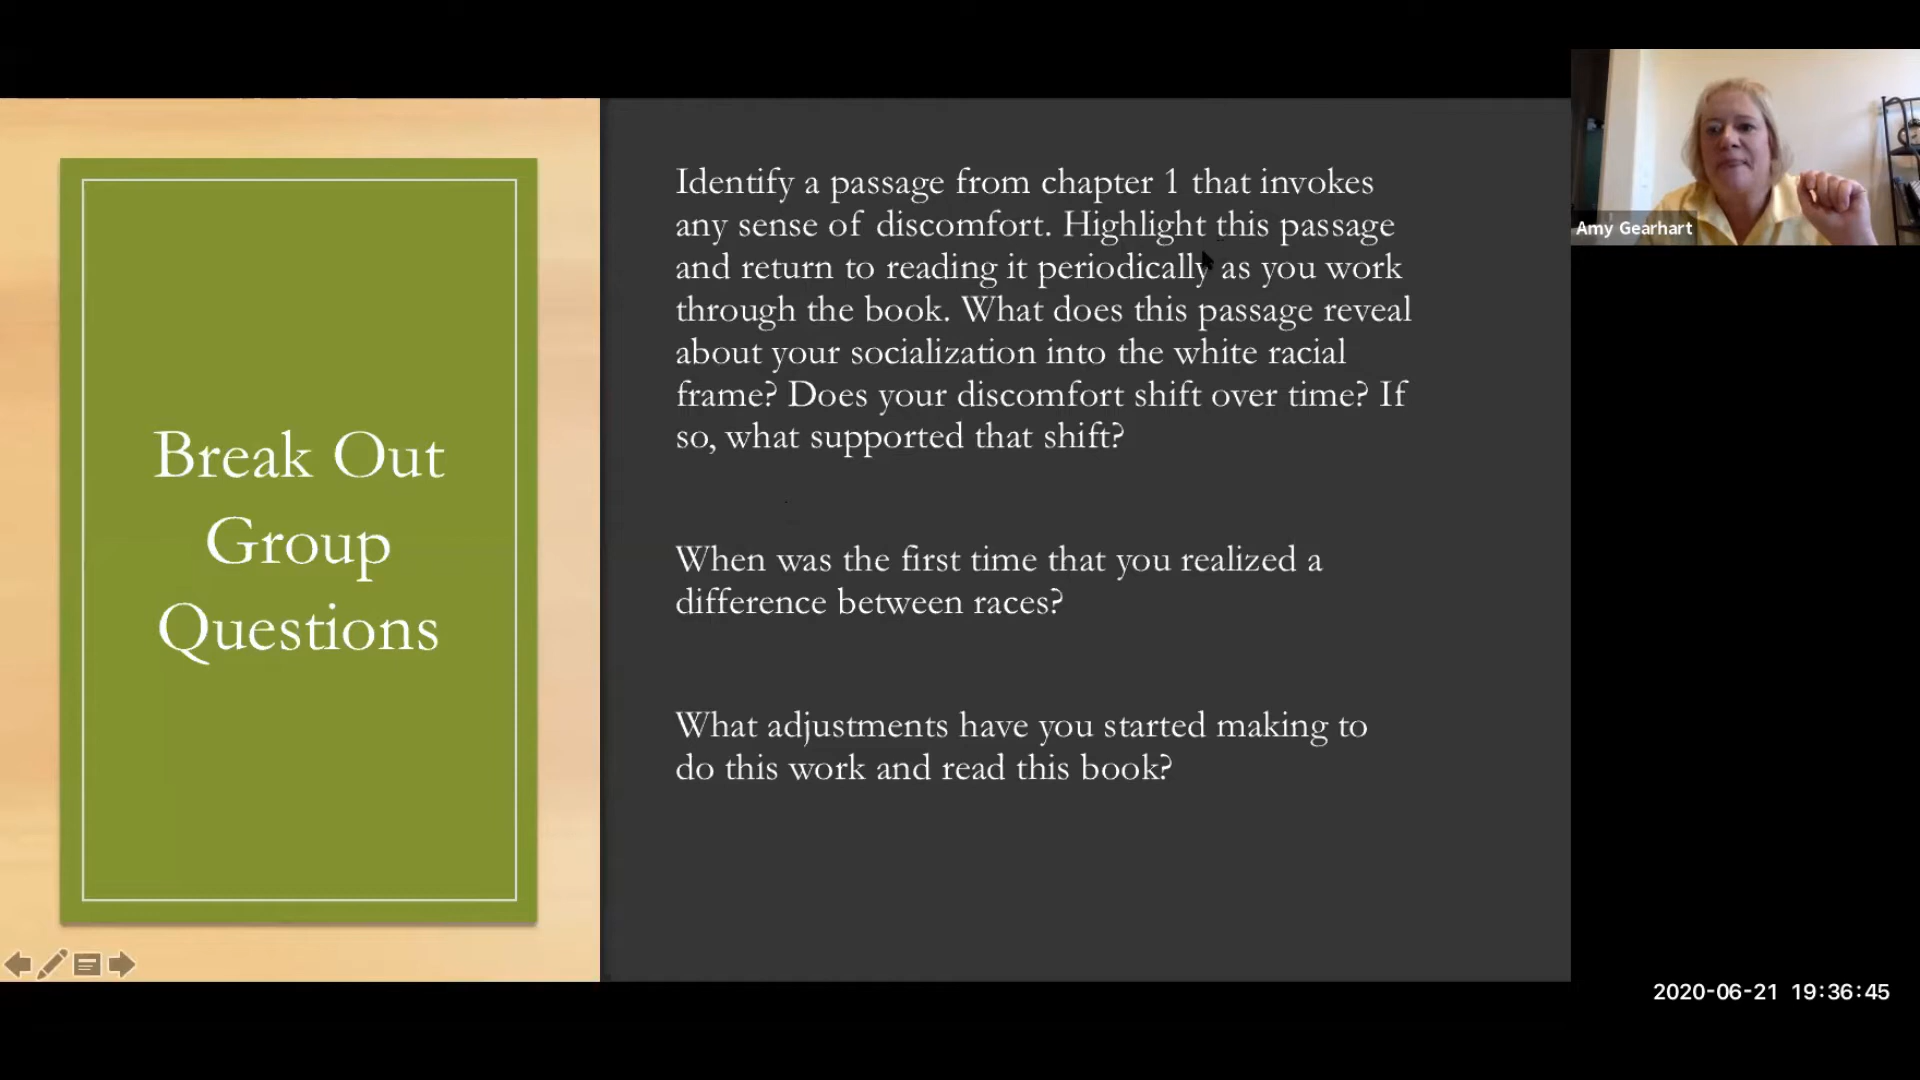 Break Out
Group
Questions
Identify a passage from chapter 1 that invokes
any sense of discomfort. Highlight this passage
and return to reading it periodically as you work
through the book. What does this passage reveal
about your socialization into the white racial
frame? Does your discomfort shift over time? If
so, what supported that shift?
When was the first time that you realized a
difference between races?
What adjustments have you started making to
do this work and read this book?
Amy Gearhart
2020-06-21 19:36:45